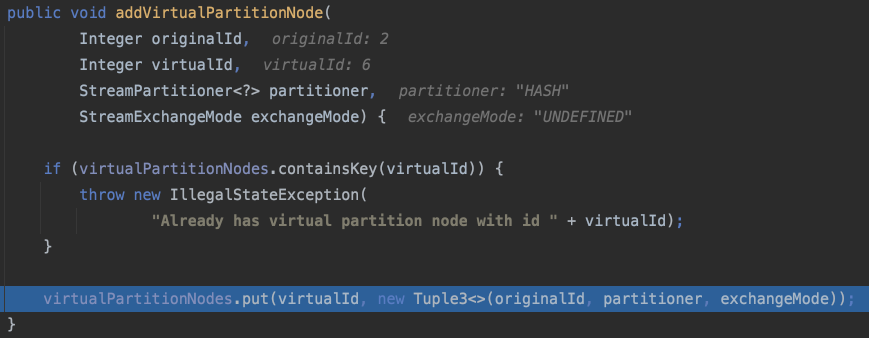 public void addVirtualPartitionNode(
Integer originalId, originalId: 2
Integer virtualId, virtualId: 6
StreamPartitioner<?> partitioner, partitioner: "HASH"
StreamExchangeMode exchangeMode) { exchangeMode: "UNDEFINED"
if (virtualPartitionNodes.containsKey(virtualId)) {
throw new IllegalStateException(
"Already has virtual partition node with id " + virtualId);
}
virtualPartitionNodes.put(virtualId, new Tuple3<>(originalId, partitioner, exchangeMode));
}